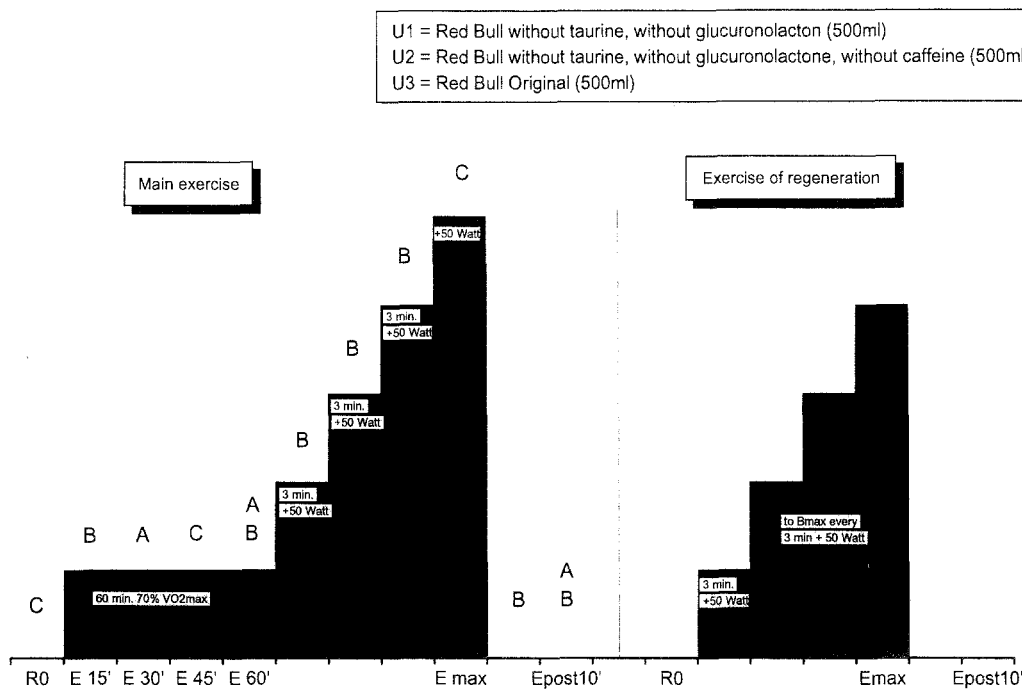 U1 = Red Bull without taurine, without glucuronolacton (500ml)
U2 = Red Bull without taurine, without glucuronolactone, without caffeine (500ml
U3 = Red Bull Original (500ml)
Main exercise
Exercise of regeneration
C
+50 Watt
B
3 min.
+50 Watt
B
3 min.
+50 Watt
B
3 min.
+50 Watt
A
B A C B
60 min. 70% VO2max
C
A
B B
to Bmax every
3 min + 50 Watt
3 min.
+50 Watt
R0 E 15' E 30' E 45' E 60' E max Epost10' R0 Emax Epost10'